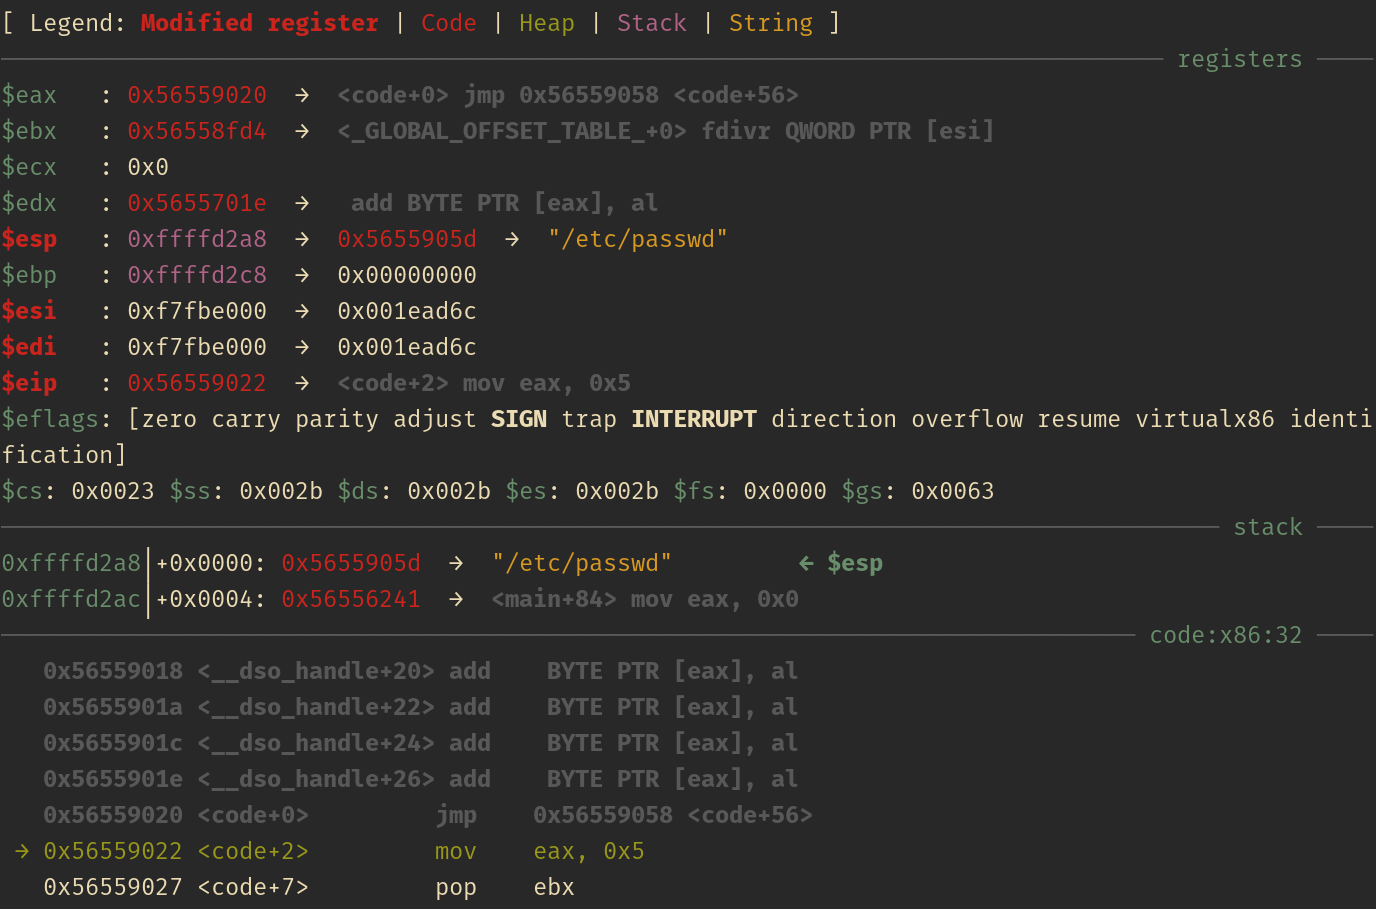 [ Legend: Modified register | Code | Heap | Stack | String ]
registers
$eax   : 0x56559020  →  <code+0> jmp 0x56559058 <code+56>
$ebx   : 0x56558fd4  →  <_GLOBAL_OFFSET_TABLE_+0> fdivr QWORD PTR [esi]
$ecx   : 0x0
$edx   : 0x5655701e  →   add BYTE PTR [eax], al
$esp   : 0xffffd2a8  →  0x5655905d  →  "/etc/passwd"
$ebp   : 0xffffd2c8  →  0x00000000
$esi   : 0xf7fbe000  →  0x001ead6c
$edi   : 0xf7fbe000  →  0x001ead6c
$eip   : 0x56559022  →  <code+2> mov eax, 0x5
$eflags: [zero carry parity adjust SIGN trap INTERRUPT direction overflow resume virtualx86 identi
fication]
$cs: 0x0023 $ss: 0x002b $ds: 0x002b $es: 0x002b $fs: 0x0000 $gs: 0x0063
stack
0xffffd2a8│+0x0000: 0x5655905d  →  "/etc/passwd"         ← $esp
0xffffd2ac│+0x0004: 0x56556241  →  <main+84> mov eax, 0x0
code:x86:32
   0x56559018 <__dso_handle+20> add    BYTE PTR [eax], al
   0x5655901a <__dso_handle+22> add    BYTE PTR [eax], al
   0x5655901c <__dso_handle+24> add    BYTE PTR [eax], al
   0x5655901e <__dso_handle+26> add    BYTE PTR [eax], al
   0x56559020 <code+0>         jmp    0x56559058 <code+56>
 → 0x56559022 <code+2>         mov    eax, 0x5
   0x56559027 <code+7>         pop    ebx